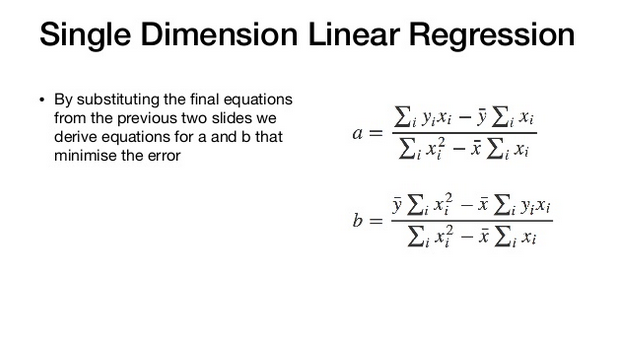 Single Dimension Linear Regression
• By substituting the final equations
from the previous two slides we
derive equations for a and b that
minimise the error
a = (∑ᵢ yᵢxᵢ − ȳ ∑ᵢ xᵢ) / (∑ᵢ xᵢ² − x̄ ∑ᵢ xᵢ)
b = (ȳ ∑ᵢ xᵢ² − x̄ ∑ᵢ yᵢxᵢ) / (∑ᵢ xᵢ² − x̄ ∑ᵢ xᵢ)